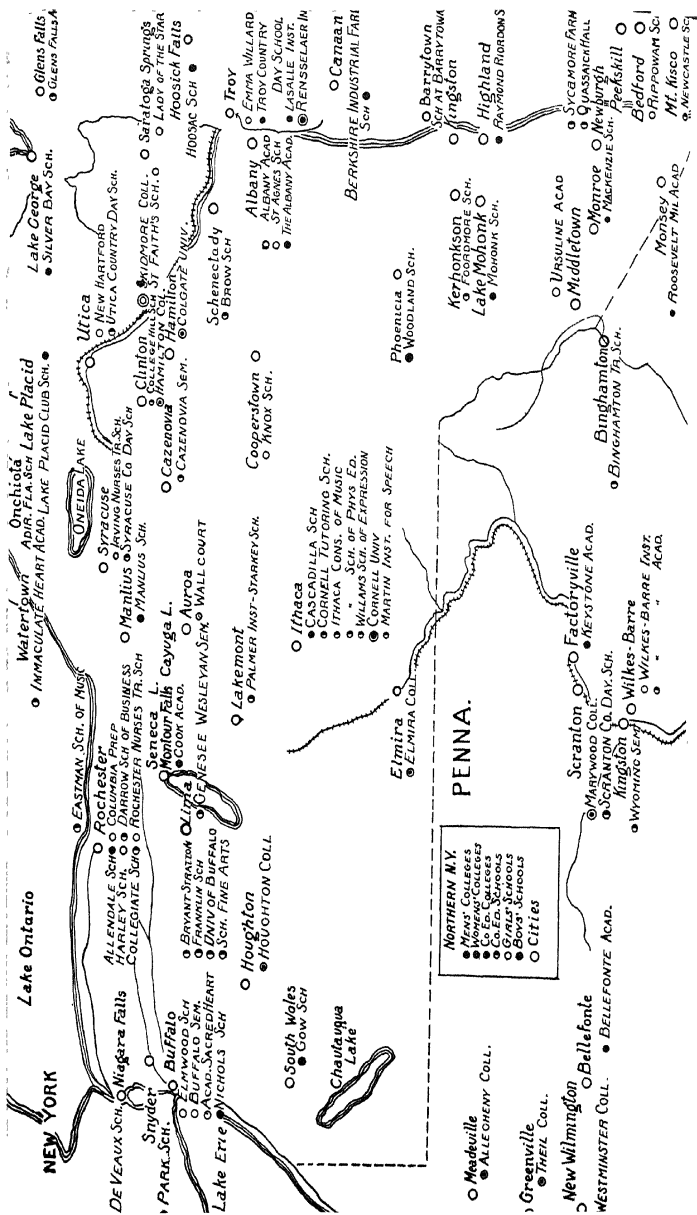 NEW YORK
Lake Ontario
DEVEAUX SCH.
Niagara Falls
Snyder
PARK SCH.
Buffalo
ELMWOOD SCH
BUFFALO SEM.
ACAD. SACRED HEART
NICHOLS SCH
Lake Erie
BRYANT-STRATTON
FRANKLIN SCH
UNIV OF BUFFALO
SCH. FINE ARTS
EASTMAN SCH. OF MUSIC
Rochester
ALLENDALE SCH
COLUMBIA PREP
HARLEY SCH.
DARROW SCH OF BUSINESS
COLLEGIATE SCH
ROCHESTER NURSES TR. SCH
Houghton
HOUGHTON COLL
Lima
GENESEE WESLEYAN SEM.
Seneca L.
Montour Falls
COOK ACAD.
Cayuga L.
Auroa
WALLCOURT
Lakemont
PALMER INST-STARKEY SCH.
South Wales
GOW SCH
Chautauqua
Lake
Watertown
IMMACULATE HEART ACAD.
Onchiota
ADIR. FLA. SCH
Lake Placid
LAKE PLACID CLUB SCH.
ONEIDA LAKE
Syracuse
IRVING NURSES TR. SCH.
SYRACUSE CO DAY SCH
Manlius
MANLIUS SCH.
Cazenovia
CAZENOVIA SEM.
Utica
NEW HARTFORD
UTICA COUNTRY DAY SCH.
Clinton
COLLEGE HILL SCH
HAMILTON COL.
Hamilton
COLGATE UNIV.
SKIDMORE COLL.
ST FAITH'S SCH.
Cooperstown
KNOX SCH.
Ithaca
CASCADILLA SCH
CORNELL TUTORING SCH.
ITHACA CONS. OF MUSIC
" SCH. OF PHYS ED.
WILLAMS SCH. OF EXPRESSION
CORNELL UNIV
MARTIN INST. FOR SPEECH
Elmira
ELMIRA COLL
Lake George
SILVER BAY SCH.
Glens Falls
GLENS FALLS A
Saratoga Springs
LADY OF THE STAR
Hoosick Falls
HOOSAC SCH
Schenectady
BROWN SCH
Troy
EMMA WILLARD
TROY COUNTRY
DAY SCHOOL
LASALLE INST.
RENSSELAER IN
Albany
ALBANY ACAD
ST AGNES SCH
THE ALBANY ACAD.
Canaan
BERKSHIRE INDUSTRIAL FAR
SCH
Barrytown
SCH AT BARRYTOWN
Kingston
Highland
RAYMOND RIORDON S
Phoenicia
WOODLAND SCH.
Kerhonkson
FOORDMORE SCH.
Lake Mohonk
MOHONK SCH.
URSULINE ACAD
Middletown
SYCAMORE FARM
QUASSAICK HALL
Newburgh
MACKENZIE SCH.
Monroe
Peekskill
Bedford
RIPPOWAM SC.
Mt. Kisco
NEWCASTLE SC
Monsey
ROOSEVELT MIL ACAD
Binghamton
BINGHAMTON TR. SCH.
PENNA.
NORTHERN N.Y.
MENS' COLLEGES
WOMENS' COLLEGES
CO ED. COLLEGES
CO. ED. SCHOOLS
GIRLS' SCHOOLS
BOYS' SCHOOLS
Cities
Factoryville
KEYSTONE ACAD.
Scranton
MARYWOOD COLL.
SCRANTON CO. DAY. SCH.
Kingston
WYOMING SEM
Wilkes-Barre
WILKES-BARRE INST.
" " ACAD.
Meadville
ALLEGHENY COLL.
Greenville
THEIL COLL.
New Wilmington
WESTMINSTER COLL.
Bellefonte
BELLEFONTE ACAD.